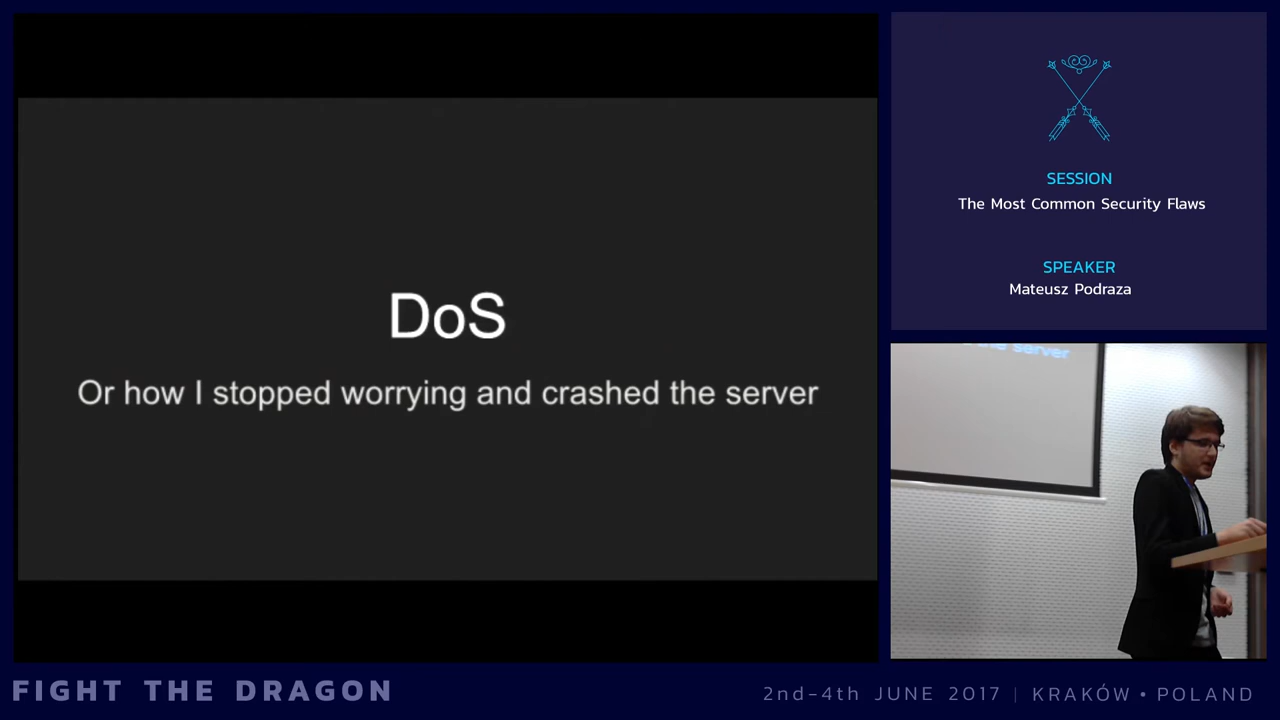 DoS
Or how I stopped worrying and crashed the server
SESSION
The Most Common Security Flaws
SPEAKER
Mateusz Podraza
server
FIGHT THE DRAGON
2nd-4th JUNE 2017 | KRAKÓW • POLAND